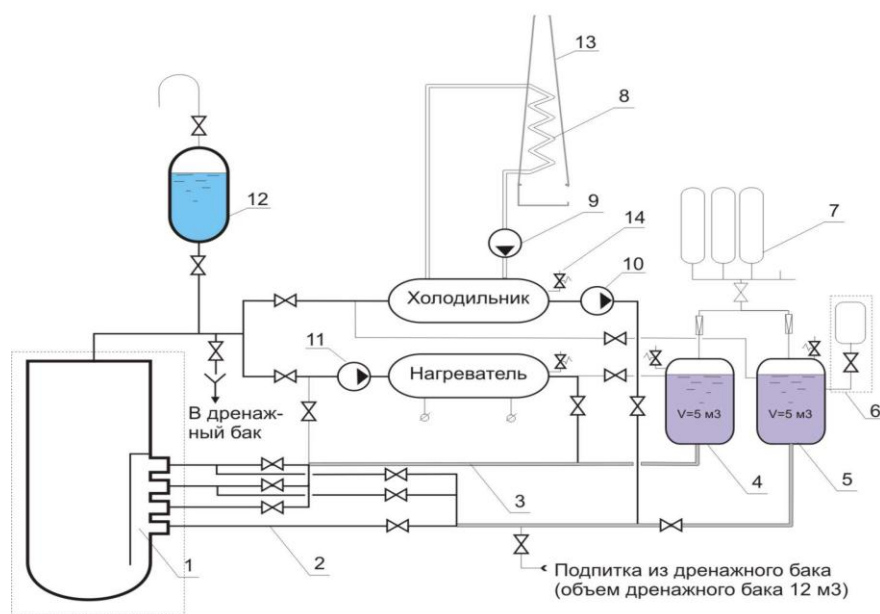 13
8
12
9
14
7
10
Холодильник
11
Нагреватель
В дренаж-
ный бак
V=5 м3
V=5 м3
6
4
5
3
1
2
Подпитка из дренажного бака
(объем дренажного бака 12 м3)